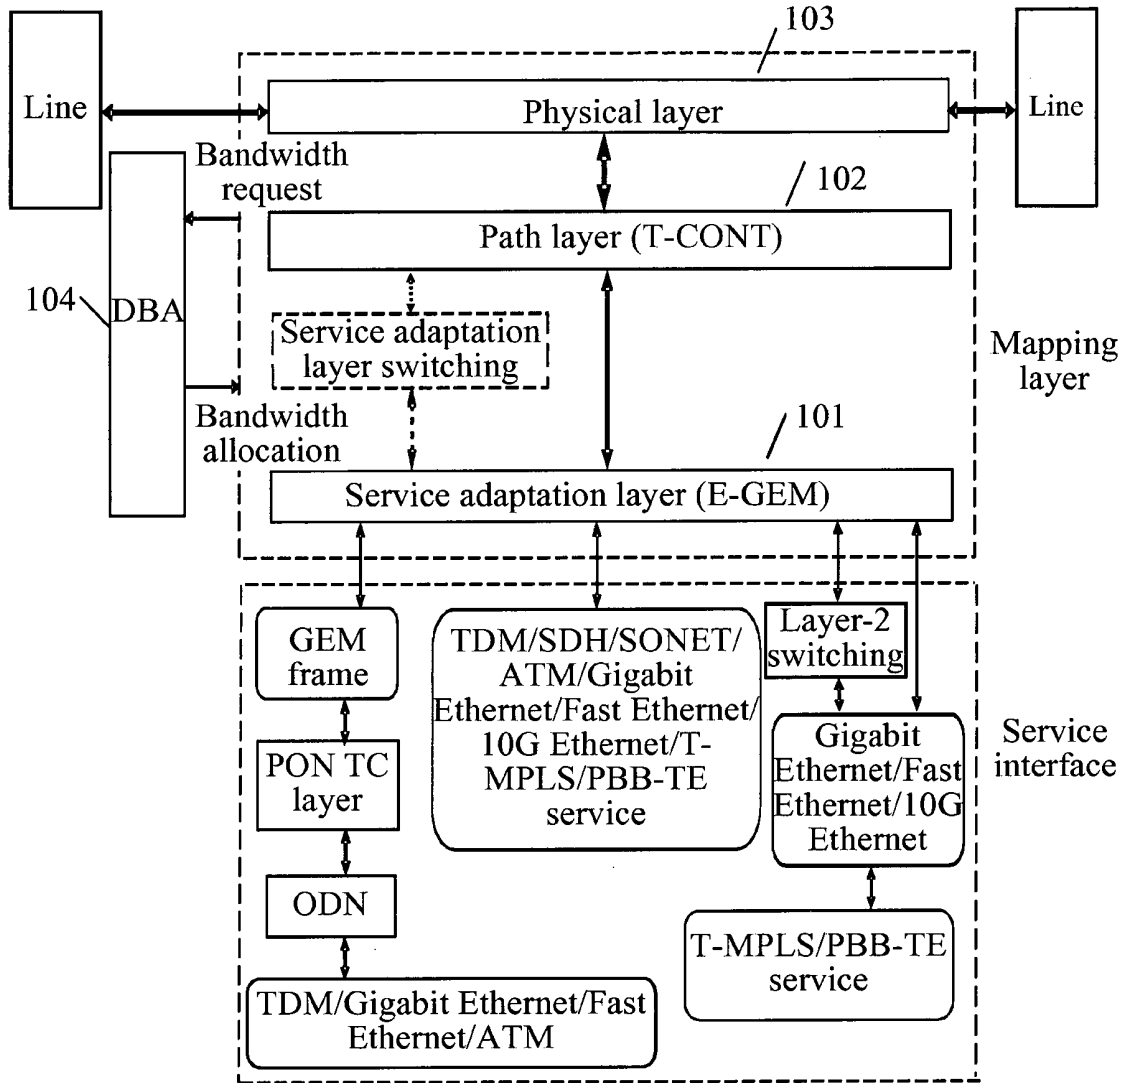 103
Line
Physical layer
Line
Bandwidth
request
102
Path layer (T-CONT)
104
DBA
Service adaptation
layer switching
Mapping
layer
Bandwidth
allocation
101
Service adaptation layer (E-GEM)
GEM
frame
TDM/SDH/SONET/
ATM/Gigabit
Ethernet/Fast Ethernet/
10G Ethernet/T-
MPLS/PBB-TE
service
Layer-2
switching
PON TC
layer
Gigabit
Ethernet/Fast
Ethernet/10G
Ethernet
Service
interface
ODN
T-MPLS/PBB-TE
service
TDM/Gigabit Ethernet/Fast
Ethernet/ATM